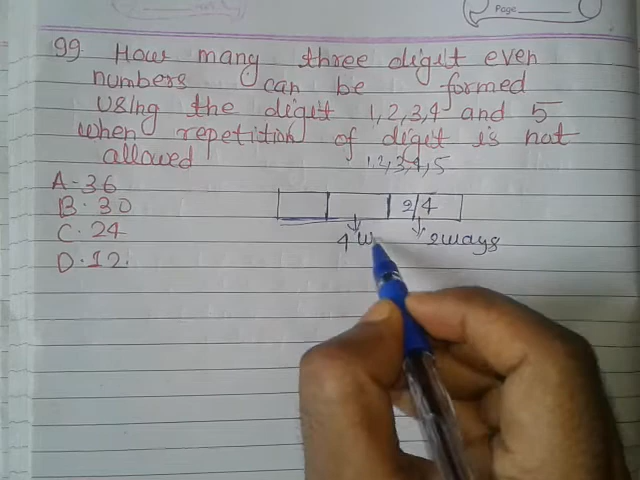 Page
99 How many three digit even
numbers can be formed
using the digit 1,2,3,4 and 5
when repetition of digit is not
allowed
1,2,3,4,5
A-36
B. 30
2/4
C. 24
4 w
2ways
D. 12.